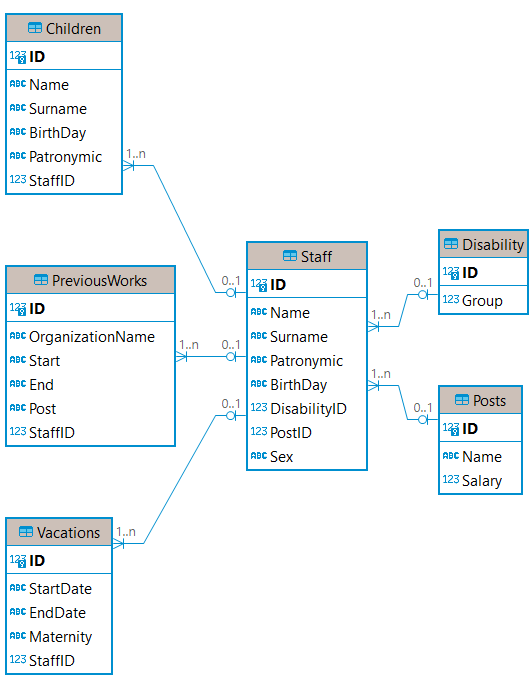 Children
123 ID
ABC Name
ABC Surname
ABC BirthDay
ABC Patronymic
123 StaffID
1..n
0..1
PreviousWorks
123 ID
ABC OrganizationName
ABC Start
ABC End
ABC Post
123 StaffID
1..n
0..1
Vacations
123 ID
ABC StartDate
ABC EndDate
ABC Maternity
123 StaffID
1..n
0..1
Staff
123 ID
ABC Name
ABC Surname
ABC Patronymic
ABC BirthDay
123 DisabilityID
123 PostID
ABC Sex
1..n
0..1
1..n
0..1
Disability
123 ID
123 Group
Posts
123 ID
ABC Name
123 Salary